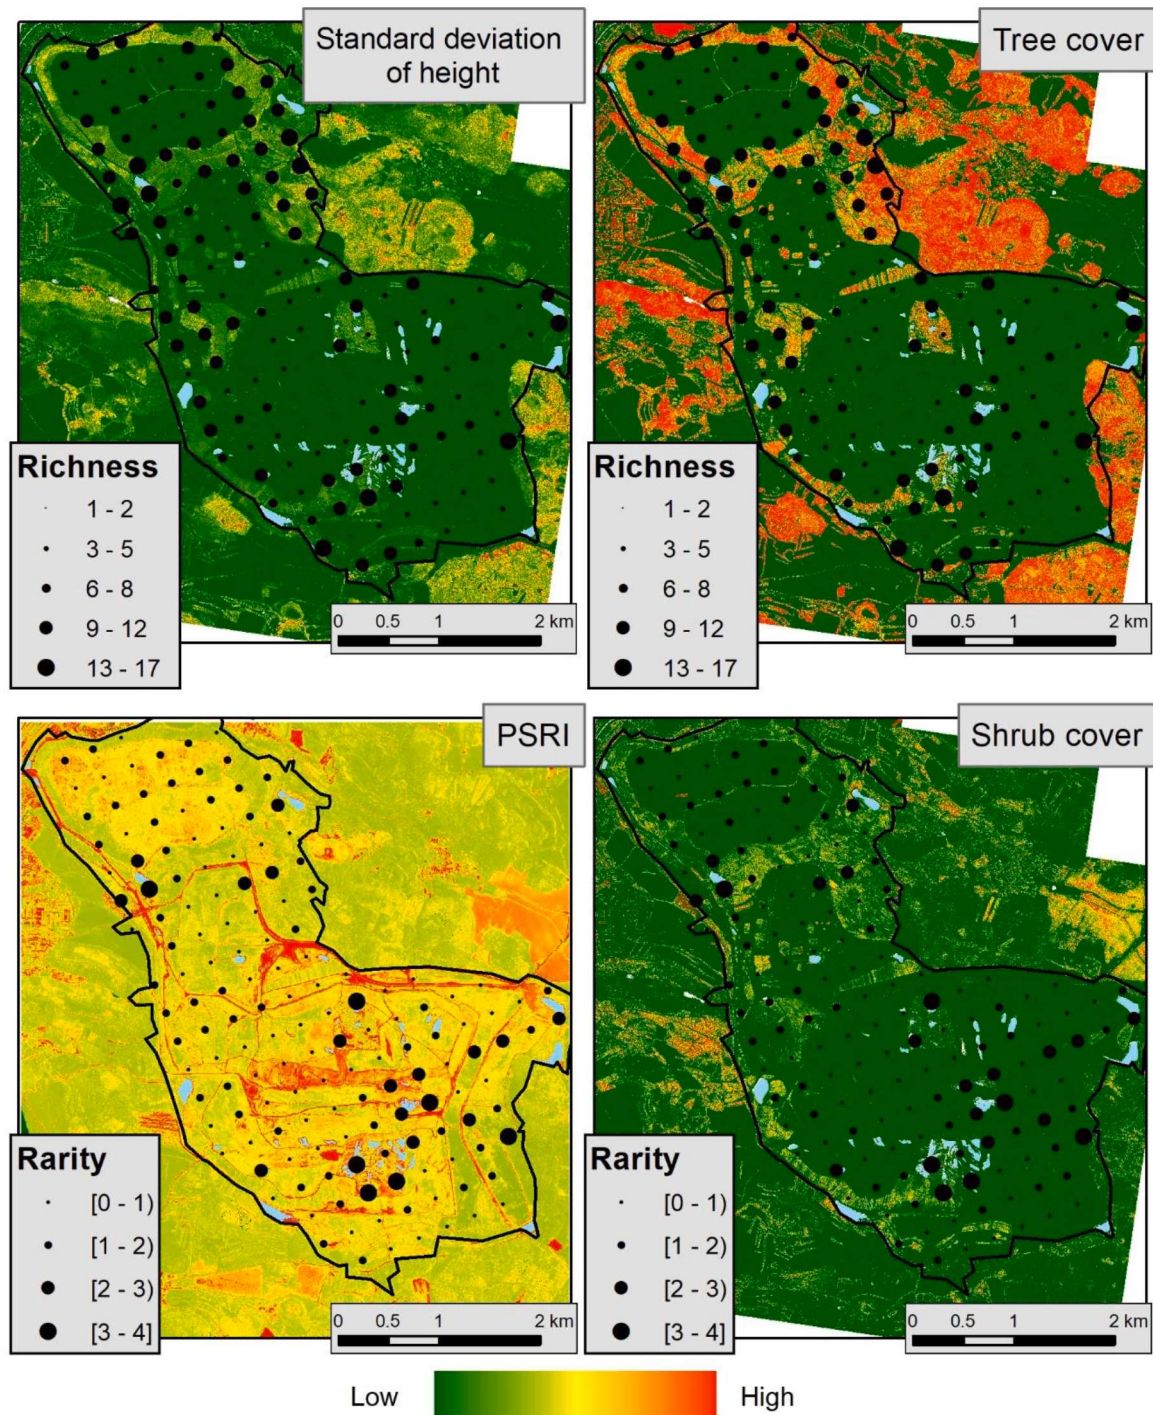 Standard deviation
of height
Tree cover
Richness
1 - 2
3 - 5
6 - 8
9 - 12
13 - 17
0 0.5 1 2 km
Richness
1 - 2
3 - 5
6 - 8
9 - 12
13 - 17
0 0.5 1 2 km
PSRI
Shrub cover
Rarity
[0 - 1)
[1 - 2)
[2 - 3)
[3 - 4]
0 0.5 1 2 km
Rarity
[0 - 1)
[1 - 2)
[2 - 3)
[3 - 4]
0 0.5 1 2 km
Low High